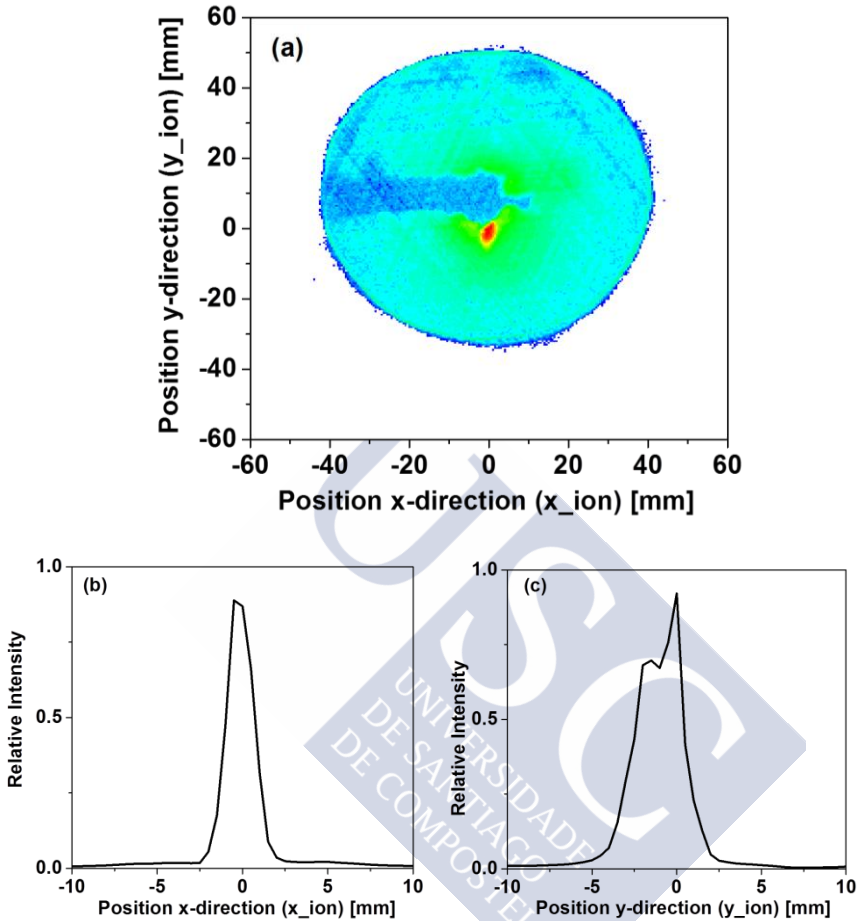 (a)
Position y-direction (y_ion) [mm]
60
40
20
0
-20
-40
-60
-60 -40 -20 0 20 40 60
Position x-direction (x_ion) [mm]
(b)
Relative Intensity
1.0
0.5
0.0
-10 -5 0 5 10
Position x-direction (x_ion) [mm]
(c)
Relative Intensity
1.0
0.5
0.0
-10 -5 0 5 10
Position y-direction (y_ion) [mm]
USC
UNIVERSIDADE
DE SANTIAGO